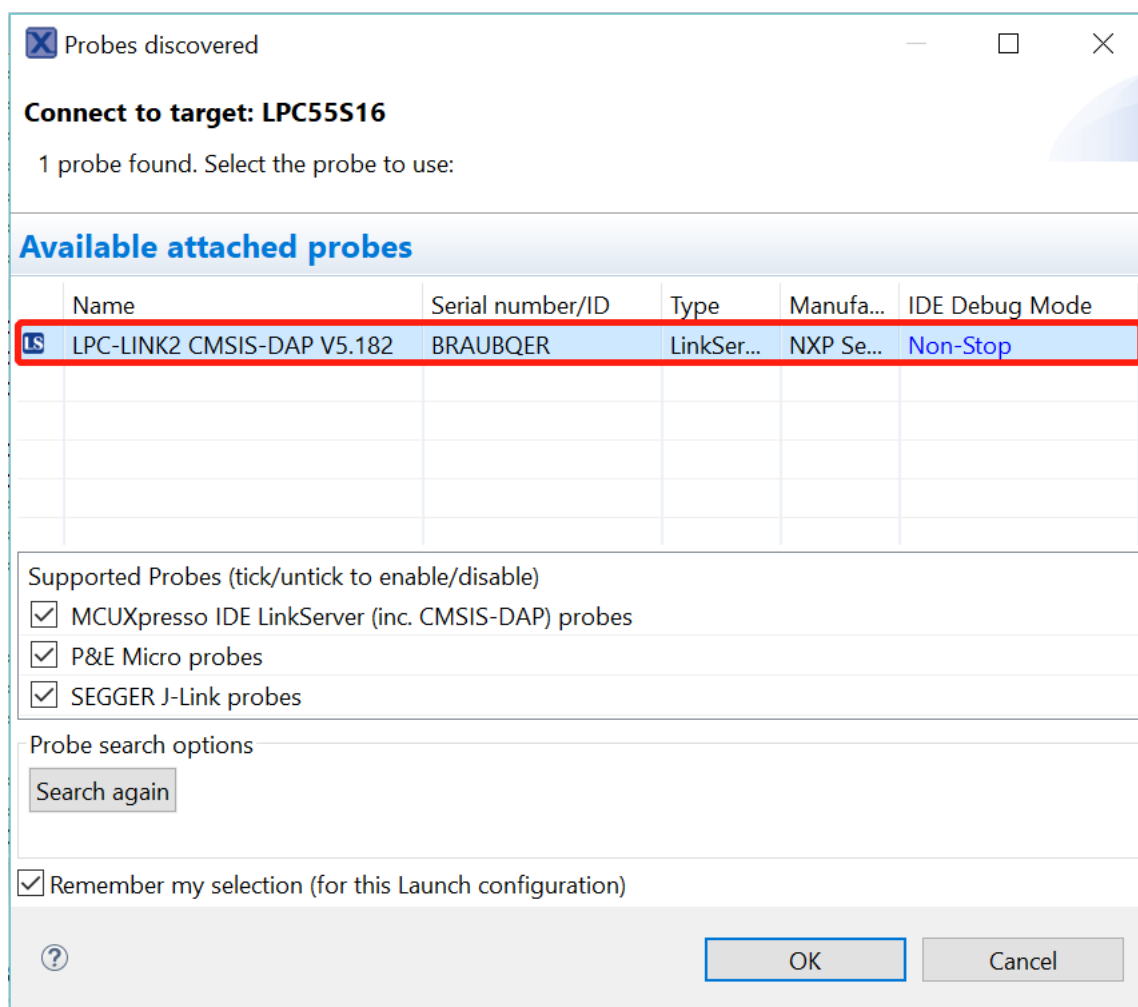 Probes discovered
Connect to target: LPC55S16
1 probe found. Select the probe to use:
Available attached probes
Name Serial number/ID Type Manufa... IDE Debug Mode
LS LPC-LINK2 CMSIS-DAP V5.182 BRAUBQER LinkSer... NXP Se... Non-Stop
Supported Probes (tick/untick to enable/disable)
MCUXpresso IDE LinkServer (inc. CMSIS-DAP) probes
P&E Micro probes
SEGGER J-Link probes
Probe search options
Search again
Remember my selection (for this Launch configuration)
? OK Cancel